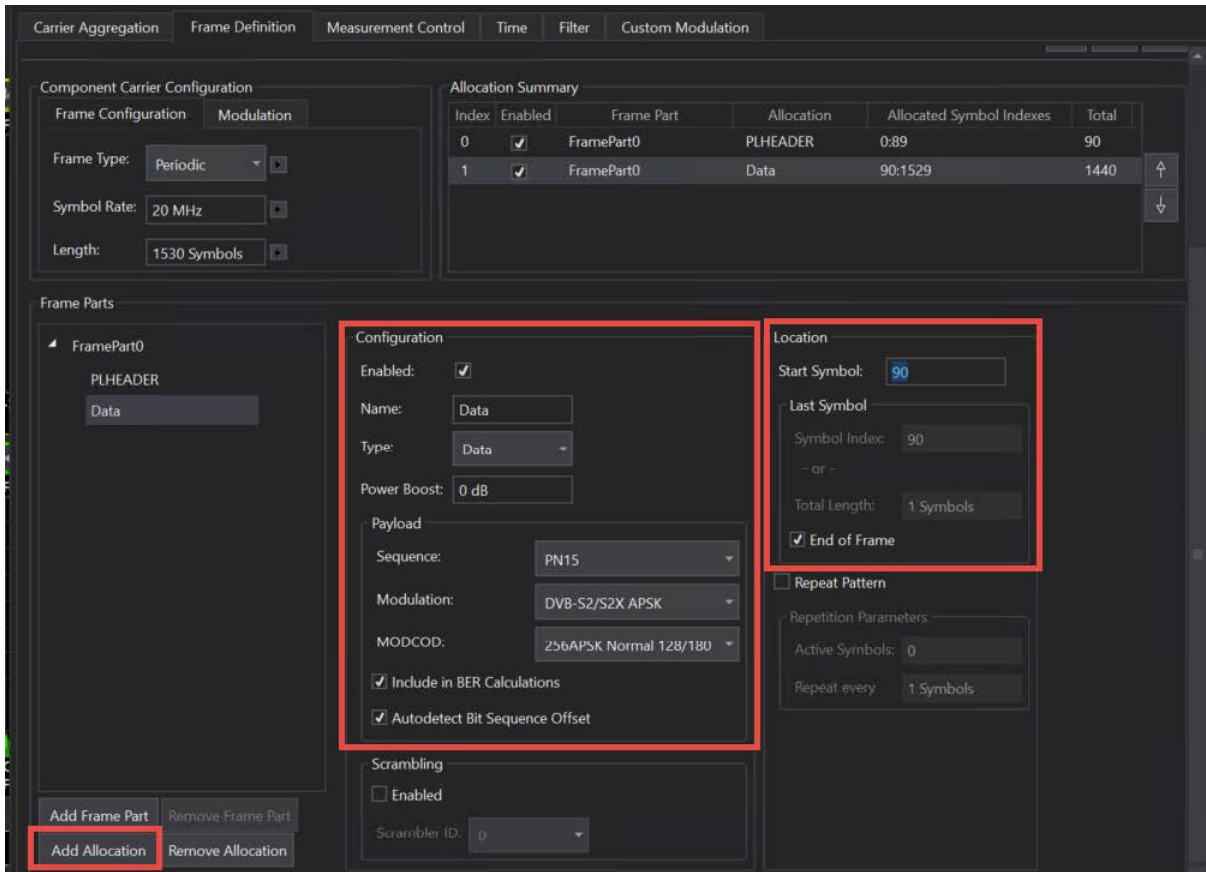 Carrier Aggregation Frame Definition Measurement Control Time Filter Custom Modulation
Component Carrier Configuration
Frame Configuration Modulation
Frame Type: Periodic
Symbol Rate: 20 MHz
Length: 1530 Symbols
Allocation Summary
Index Enabled Frame Part Allocation Allocated Symbol Indexes Total
0 FramePart0 PLHEADER 0:89 90
1 FramePart0 Data 90:1529 1440
Frame Parts
FramePart0
PLHEADER
Data
Add Frame Part Remove Frame Part
Add Allocation Remove Allocation
Configuration
Enabled:
Name: Data
Type: Data
Power Boost: 0 dB
Payload
Sequence: PN15
Modulation: DVB-S2/S2X APSK
MODCOD: 256APSK Normal 128/180
Include in BER Calculations
Autodetect Bit Sequence Offset
Scrambling
Enabled
Scrambler ID. 0
Location
Start Symbol: 90
Last Symbol
Symbol Index: 90
- or -
Total Length: 1 Symbols
End of Frame
Repeat Pattern
Repetition Parameters
Active Symbols: 0
Repeat every 1 Symbols